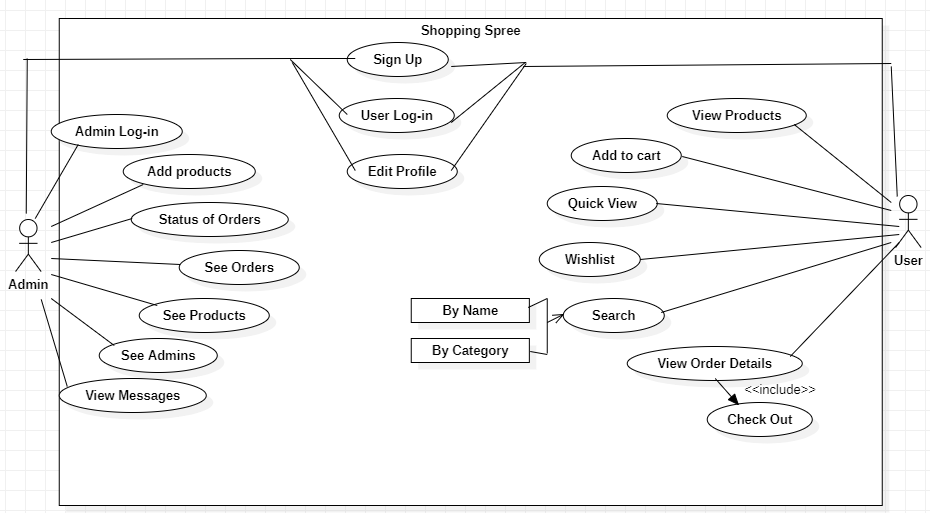 Shopping Spree
Sign Up
User Log-in
Edit Profile
Admin Log-in
Add products
Status of Orders
See Orders
See Products
See Admins
View Messages
Admin
By Name
By Category
View Products
Add to cart
Quick View
Wishlist
Search
View Order Details
<<include>>
Check Out
User